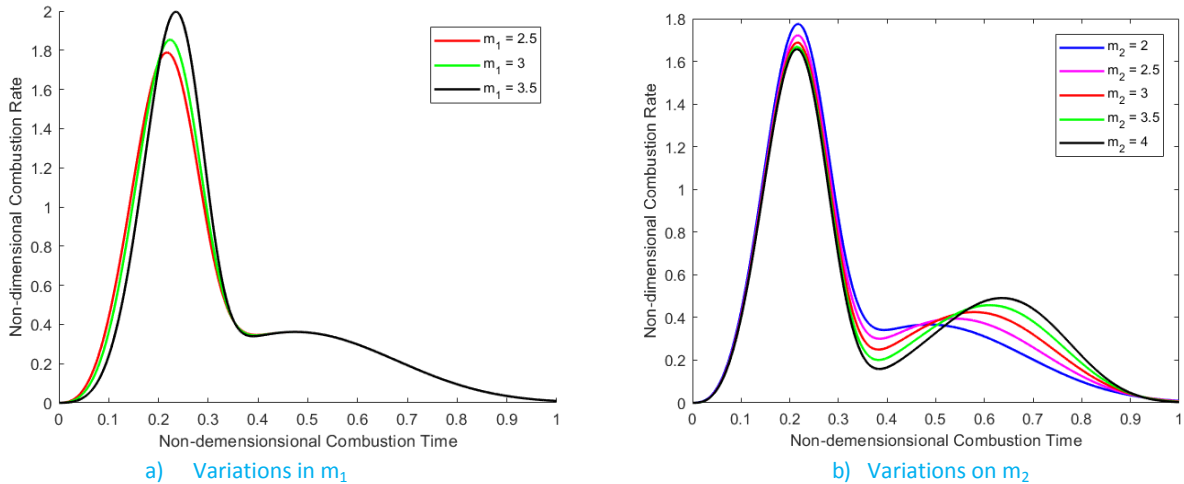 2
1.8
1.6
1.4
1.2
1
0.8
0.6
0.4
0.2
0
Non-dimensional Combustion Rate
m1 = 2.5
m1 = 3
m1 = 3.5
0 0.1 0.2 0.3 0.4 0.5 0.6 0.7 0.8 0.9 1
Non-demensionsional Combustion Time
a) Variations in m1
1.8
1.6
1.4
1.2
1
0.8
0.6
0.4
0.2
0
Non-dimensional Combustion Rate
m2 = 2
m2 = 2.5
m2 = 3
m2 = 3.5
m2 = 4
0 0.1 0.2 0.3 0.4 0.5 0.6 0.7 0.8 0.9 1
Non-demensionsional Combustion Time
b) Variations on m2